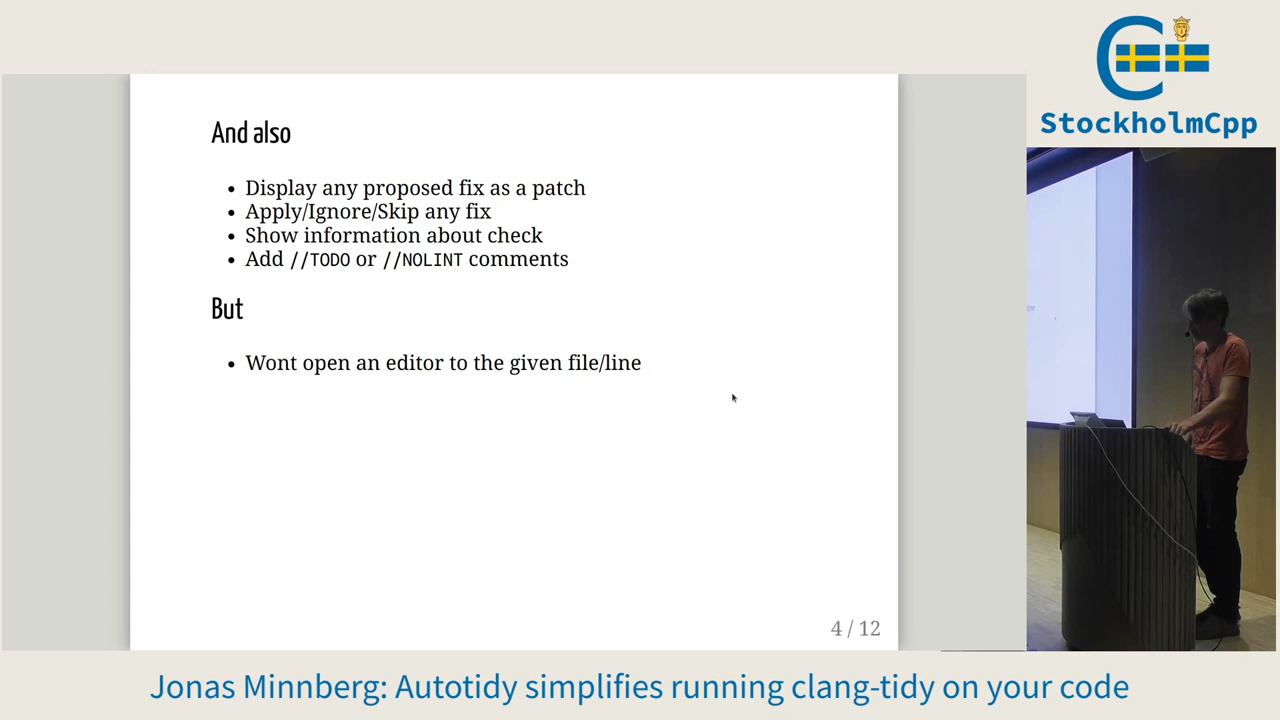 StockholmCpp
And also
• Display any proposed fix as a patch
• Apply/Ignore/Skip any fix
• Show information about check
• Add //TODO or //NOLINT comments
But
• Wont open an editor to the given file/line
4 / 12
Jonas Minnberg: Autotidy simplifies running clang-tidy on your code